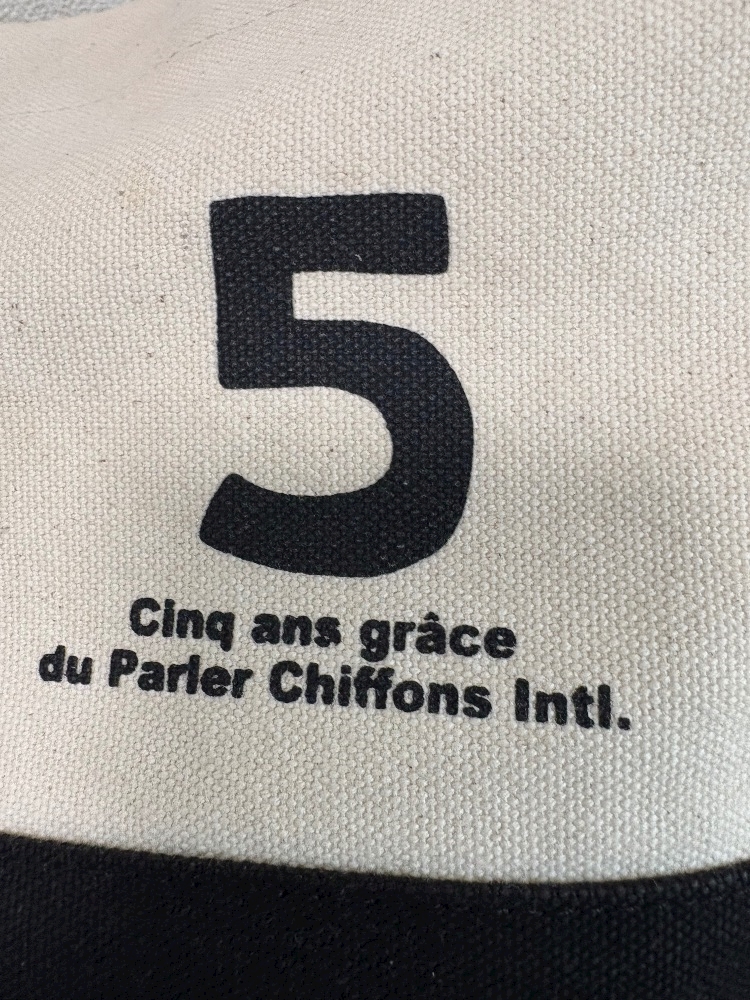 5
Cinq ans grâce
du Parler Chiffons Intl.